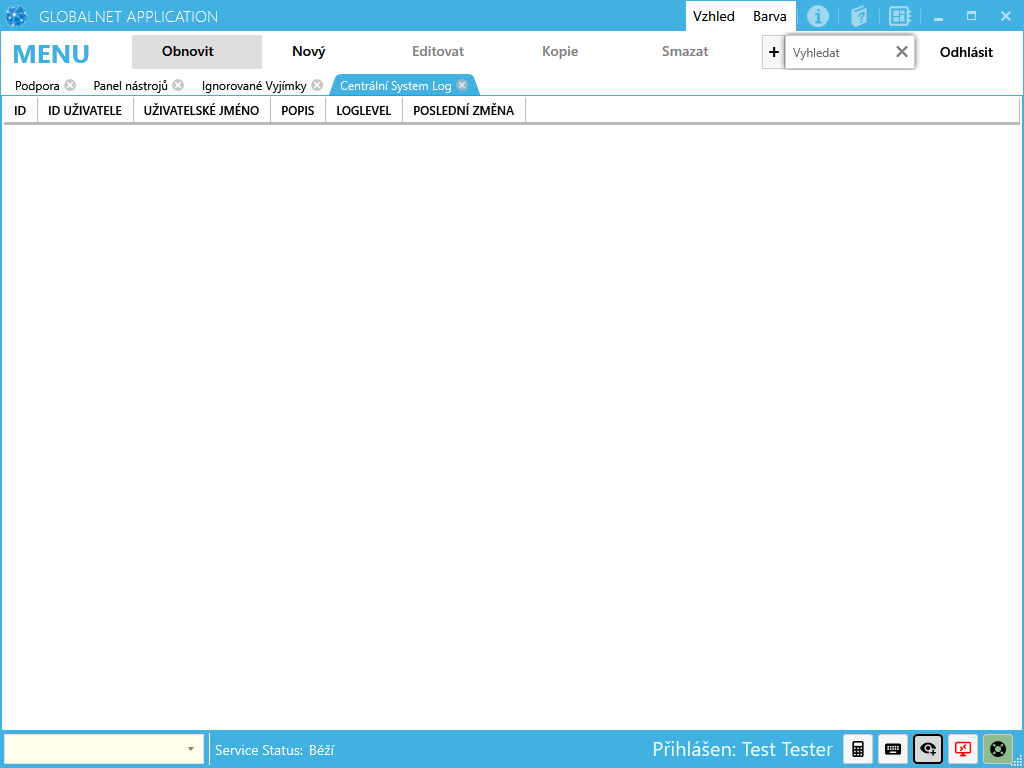 GLOBALNET APPLICATION Vzhled Barva
MENU Obnovit Nový Editovat Kopie Smazat + Vyhledat Odhlásit
Podpora Panel nástrojů Ignorované Vyjímky Centrální System Log
ID ID UŽIVATELE UŽIVATELSKÉ JMÉNO POPIS LOGLEVEL POSLEDNÍ ZMĚNA
Service Status: Běží Přihlášen: Test Tester